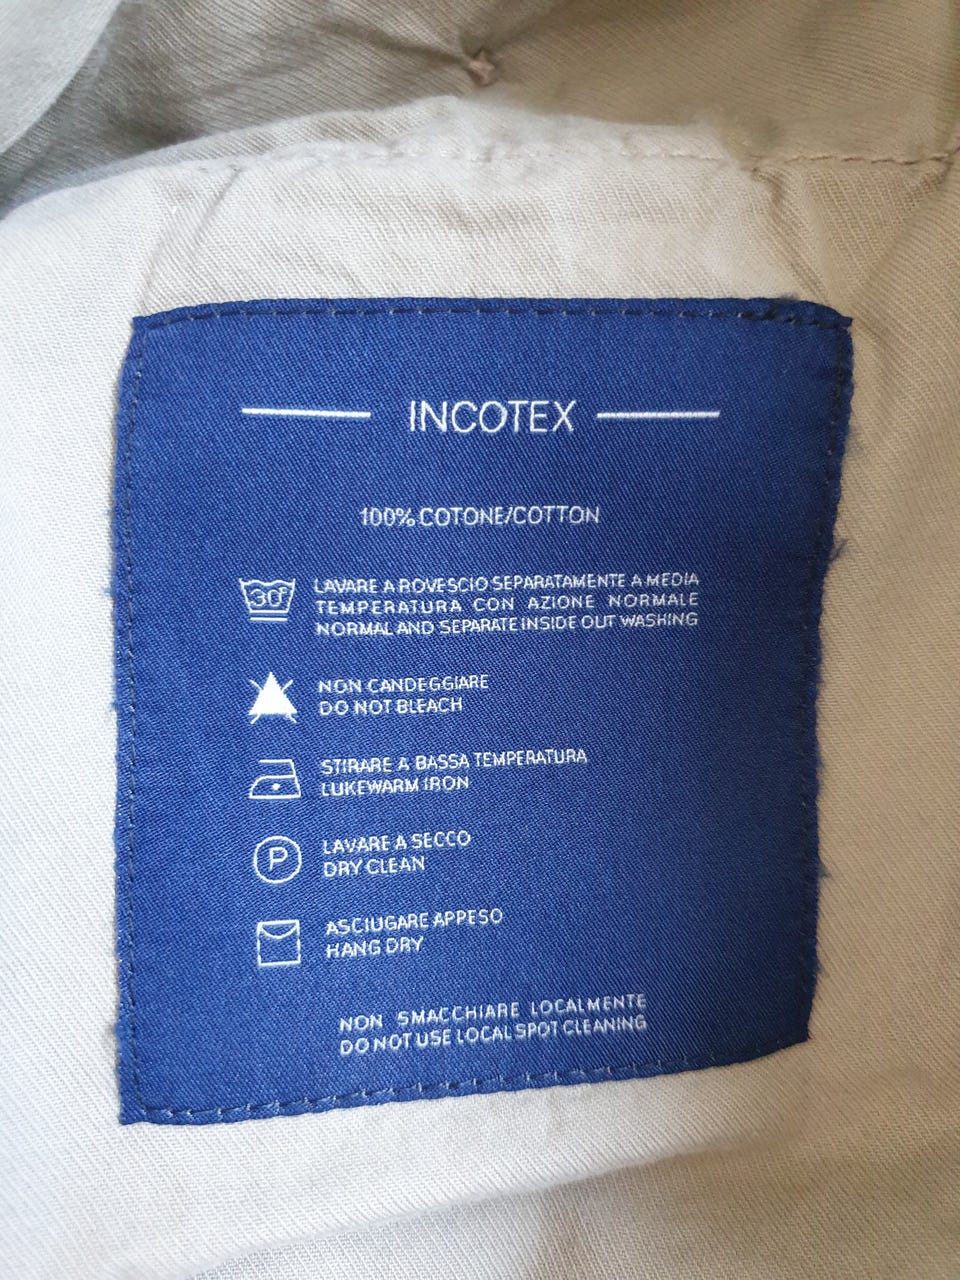 INCOTEX
100% COTONE/COTTON
30°
LAVARE A ROVESCIO SEPARATAMENTE A MEDIA
TEMPERATURA CON AZIONE NORMALE
NORMAL AND SEPARATE INSIDE OUT WASHING
NON CANDEGGIARE
DO NOT BLEACH
STIRARE A BASSA TEMPERATURA
LUKEWARM IRON
P
LAVARE A SECCO
DRY CLEAN
ASCIUGARE APPESO
HANG DRY
NON SMACCHIARE LOCALMENTE
DO NOT USE LOCAL SPOT CLEANING